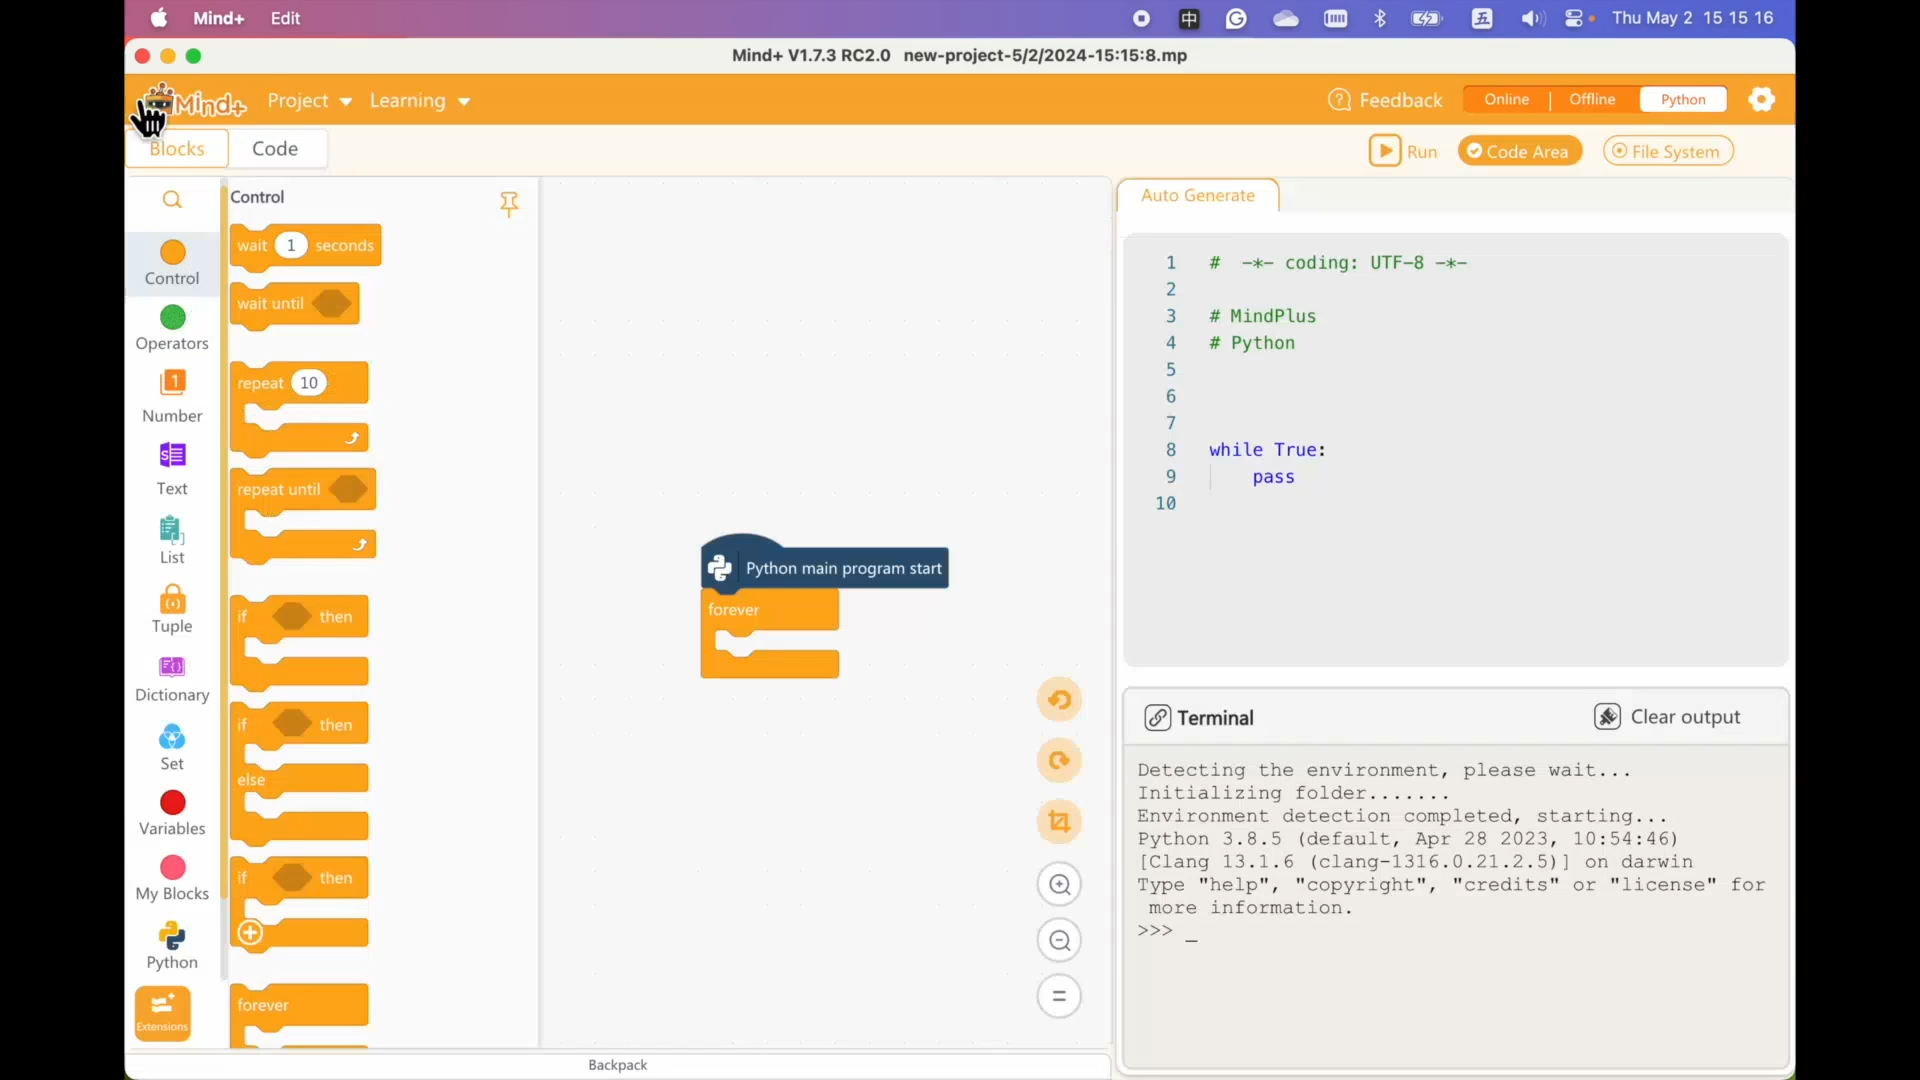 Mind+ Edit
中 五 Thu May 2 15 15 16
Mind+ V1.7.3 RC2.0 new-project-5/2/2024-15:15:8.mp
Mind+ Project Learning Feedback Online Offline Python
Blocks Code Run Code Area File System
Control
Operators
Number
Text
List
Tuple
Dictionary
Set
Variables
My Blocks
Python
Extensions
Control
wait 1 seconds
wait until
repeat 10
repeat until
if then
if then
else
if then
forever
Python main program start
forever
Backpack
Auto Generate
1 # -*- coding: UTF-8 -*-
2
3 # MindPlus
4 # Python
5
6
7
8 while True:
9 pass
10
Terminal Clear output
Detecting the environment, please wait...
Initializing folder.......
Environment detection completed, starting...
Python 3.8.5 (default, Apr 28 2023, 10:54:46)
[Clang 13.1.6 (clang-1316.0.21.2.5)] on darwin
Type "help", "copyright", "credits" or "license" for
more information.
>>> _